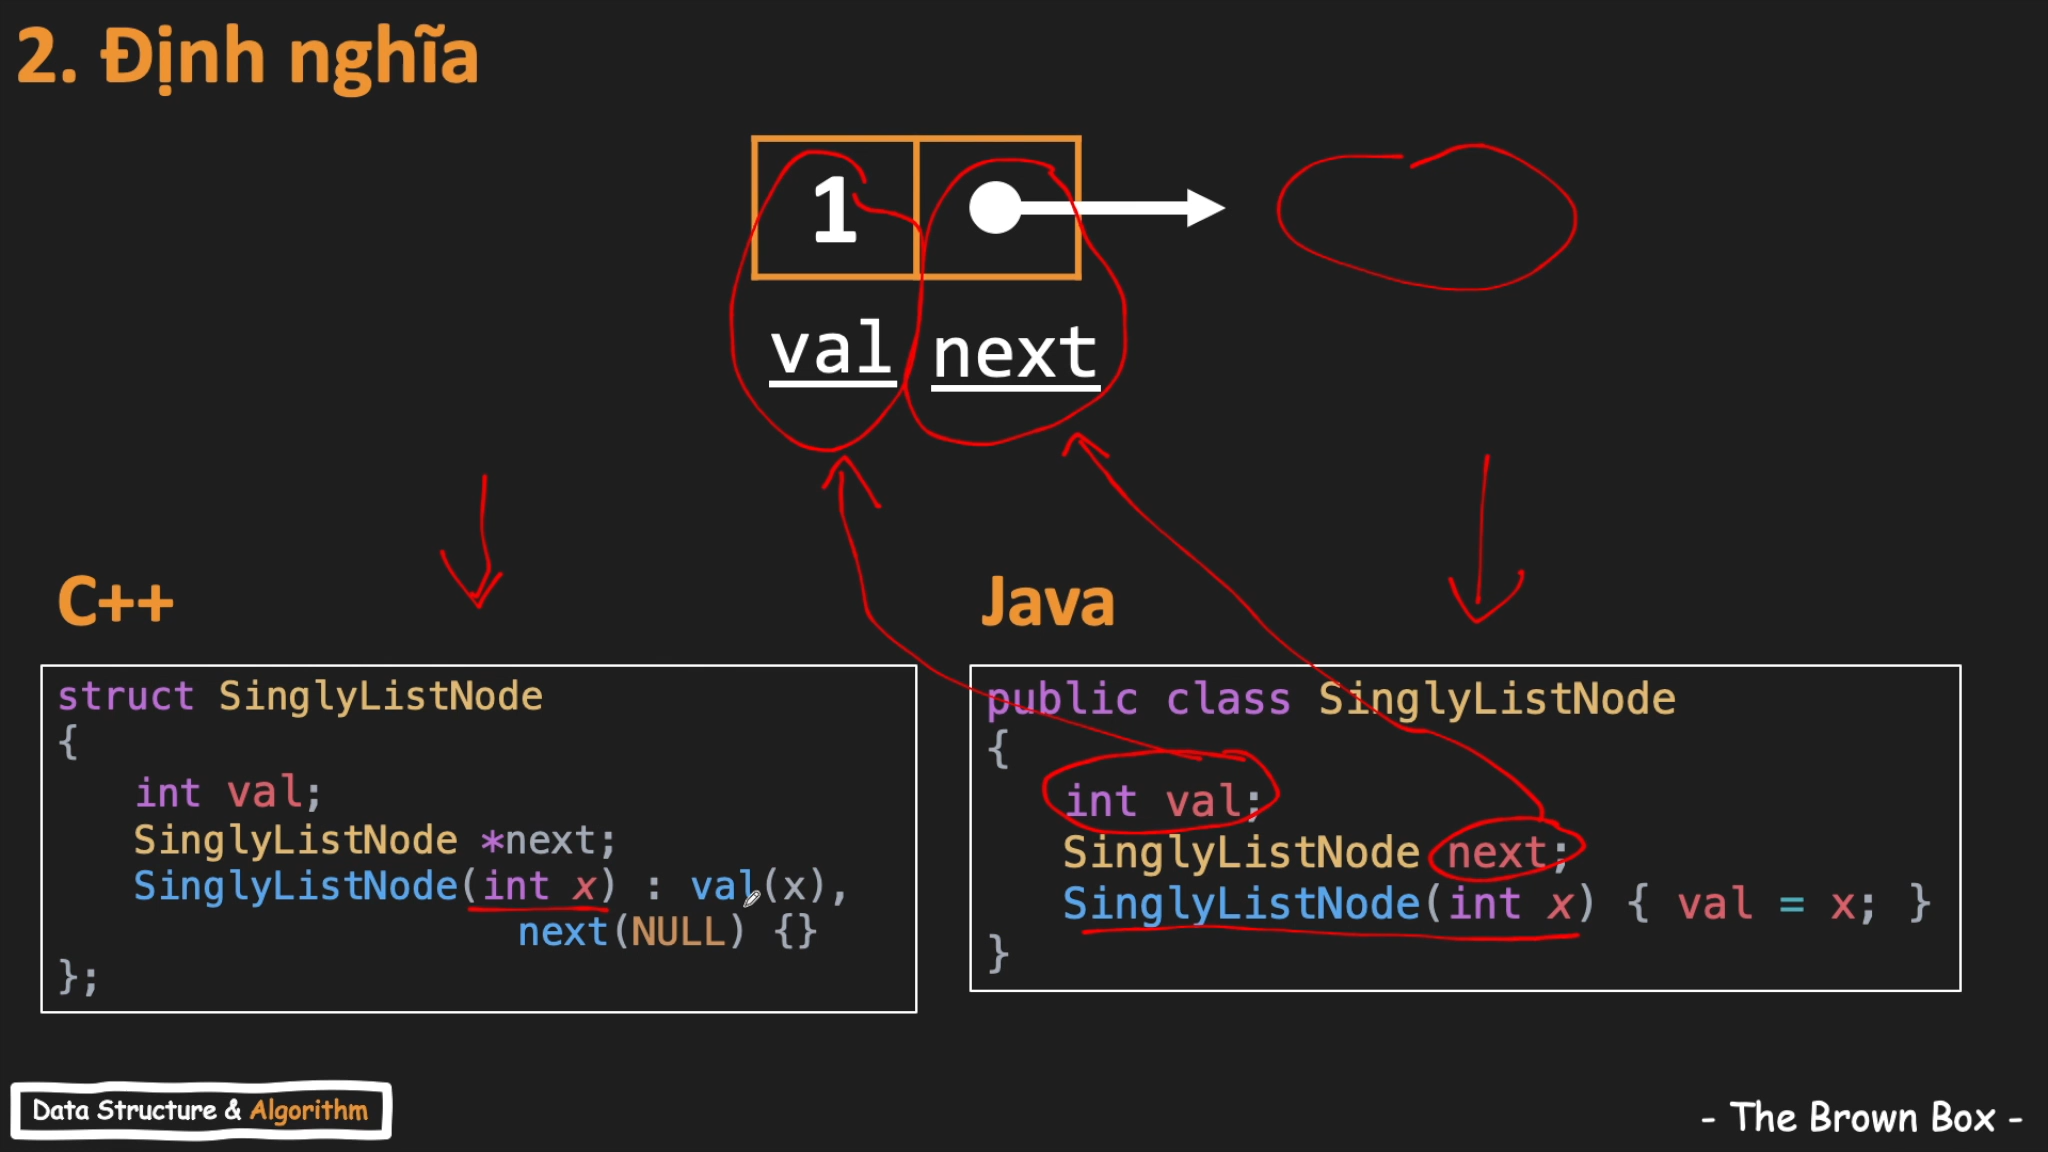 2. Định nghĩa
1
val next
C++
struct SinglyListNode
{
int val;
SinglyListNode *next;
SinglyListNode(int x) : val(x),
next(NULL) {}
};
Java
public class SinglyListNode
{
int val;
SinglyListNode next;
SinglyListNode(int x) { val = x; }
}
Data Structure & Algorithm
- The Brown Box -